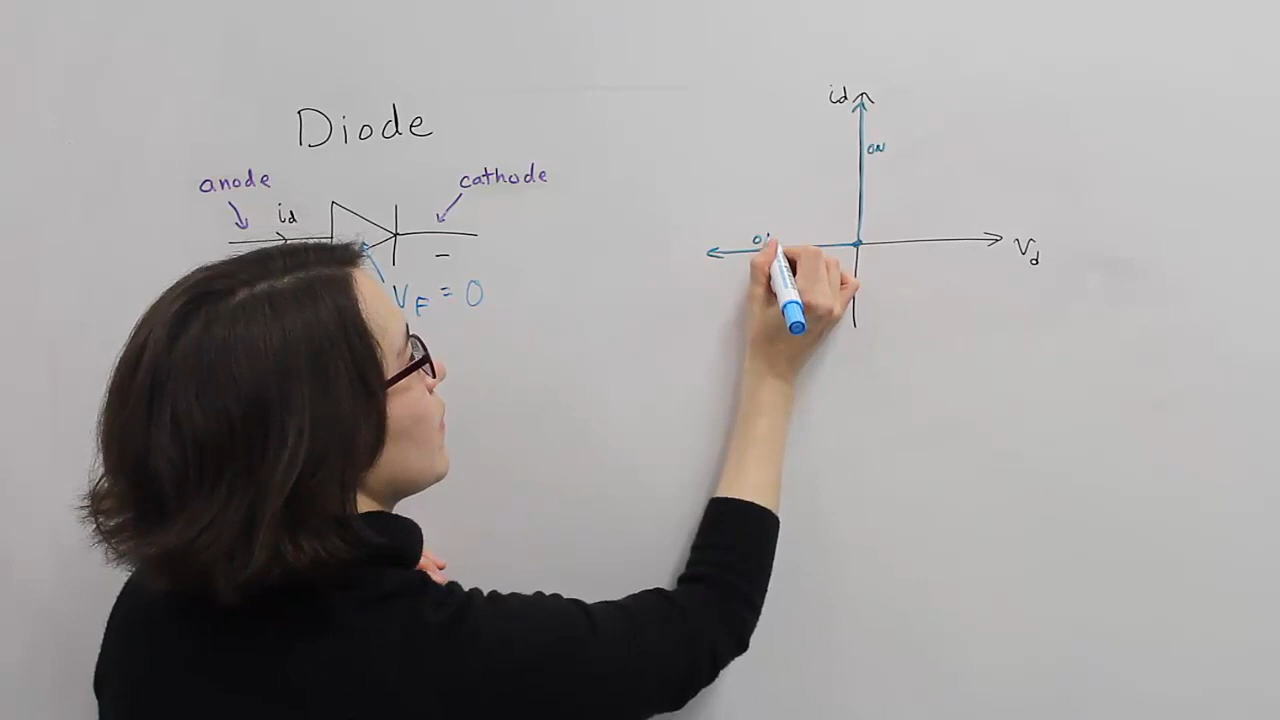 Diode
anode
cathode
id
−
VF = 0
id
ON
Vd